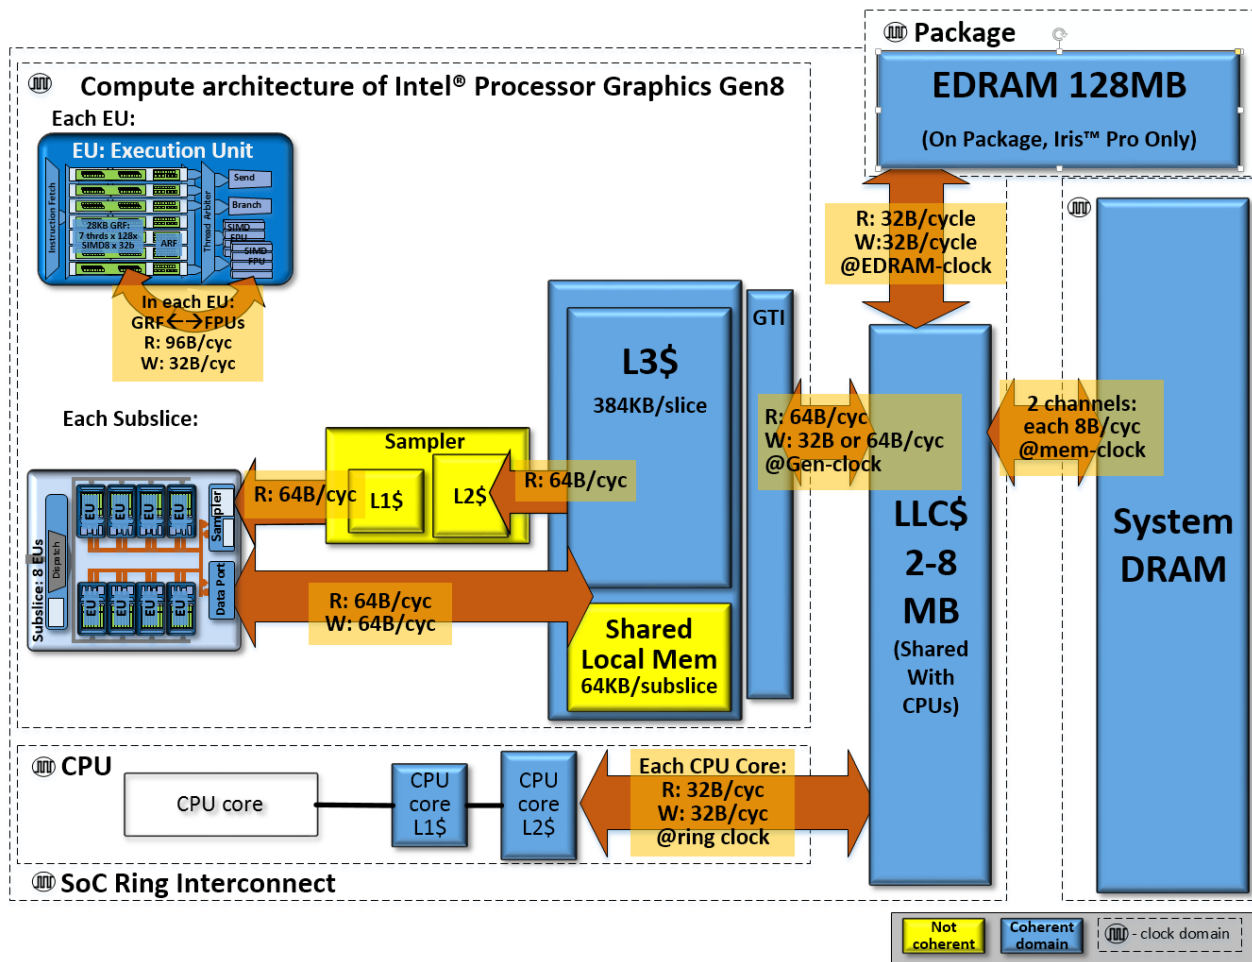 Package
EDRAM 128MB
(On Package, Iris™ Pro Only)
Compute architecture of Intel® Processor Graphics Gen8
Each EU:
EU: Execution Unit
Instruction Fetch
28KB GRF:
7 thrds x 128x
SIMD8 x 32b
ARF
Thread Arbiter
Send
Branch
SIMD
FPU
SIMD
FPU
In each EU:
GRF←→FPUs
R: 96B/cyc
W: 32B/cyc
R: 32B/cycle
W:32B/cycle
@EDRAM-clock
Each Subslice:
Subslice: 8 EUs
Dispatch
EU
EU
EU
EU
EU
EU
EU
EU
Sampler
Data Port
R: 64B/cyc
Sampler
L1$
L2$
R: 64B/cyc
R: 64B/cyc
W: 64B/cyc
L3$
384KB/slice
Shared
Local Mem
64KB/subslice
GTI
R: 64B/cyc
W: 32B or 64B/cyc
@Gen-clock
LLC$
2-8
MB
(Shared
With
CPUs)
2 channels:
each 8B/cyc
@mem-clock
System
DRAM
CPU
CPU core
CPU
core
L1$
CPU
core
L2$
Each CPU Core:
R: 32B/cyc
W: 32B/cyc
@ring clock
SoC Ring Interconnect
Not
coherent
Coherent
domain
- clock domain